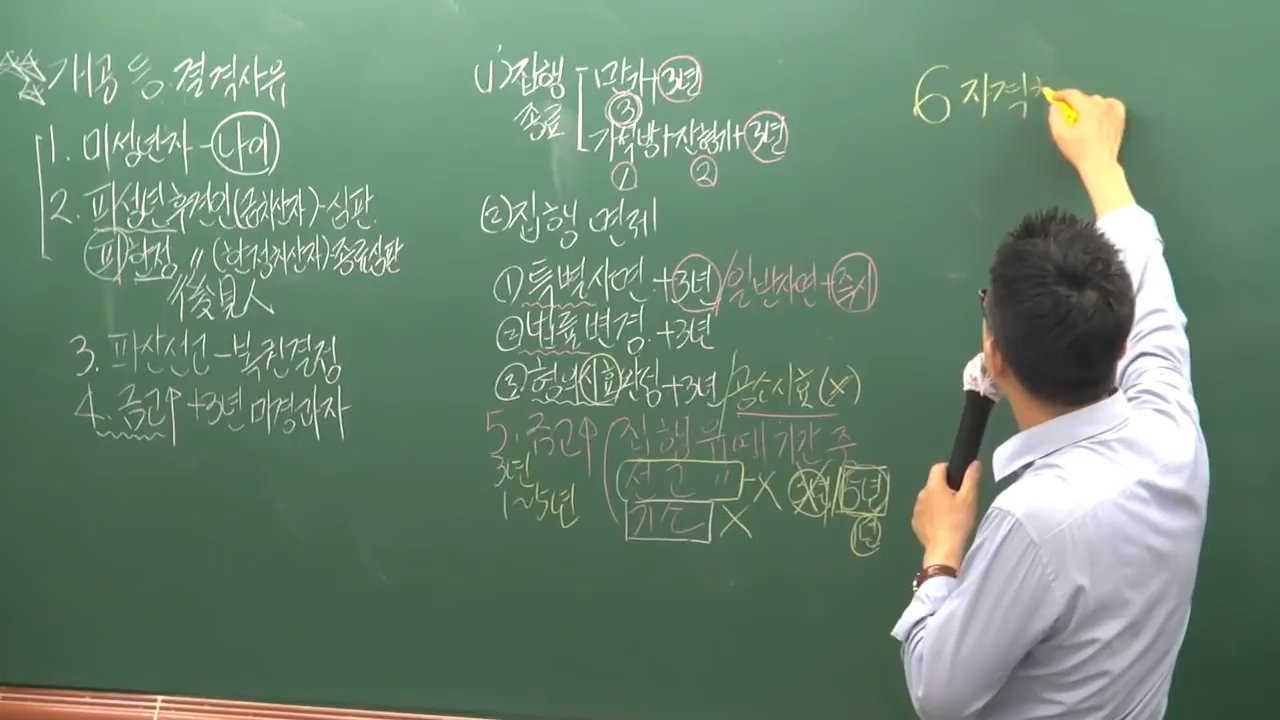 개공 등 결격사유
1. 미성년자 - 나이
2. 피성년후견인(금치산자)-심판
피한정 〃 (한정치산자)-종료심판
後見人
3. 파산선고 - 복권결정
4. 금고↑ +3년 미경과자
(1) 집행 종료
만기+3년
③
가석방+잔형기+3년
① ②
(2) 집행 면제
① 특별사면 +3년/일반사면+즉시
② 법률변경 +3년
③ 형의시효완성+3년/공소시효(x)
5. 금고↑ (집행유예기간 중
3년
1~5년
선고 〃 -X
기소 X
5년
6 자격